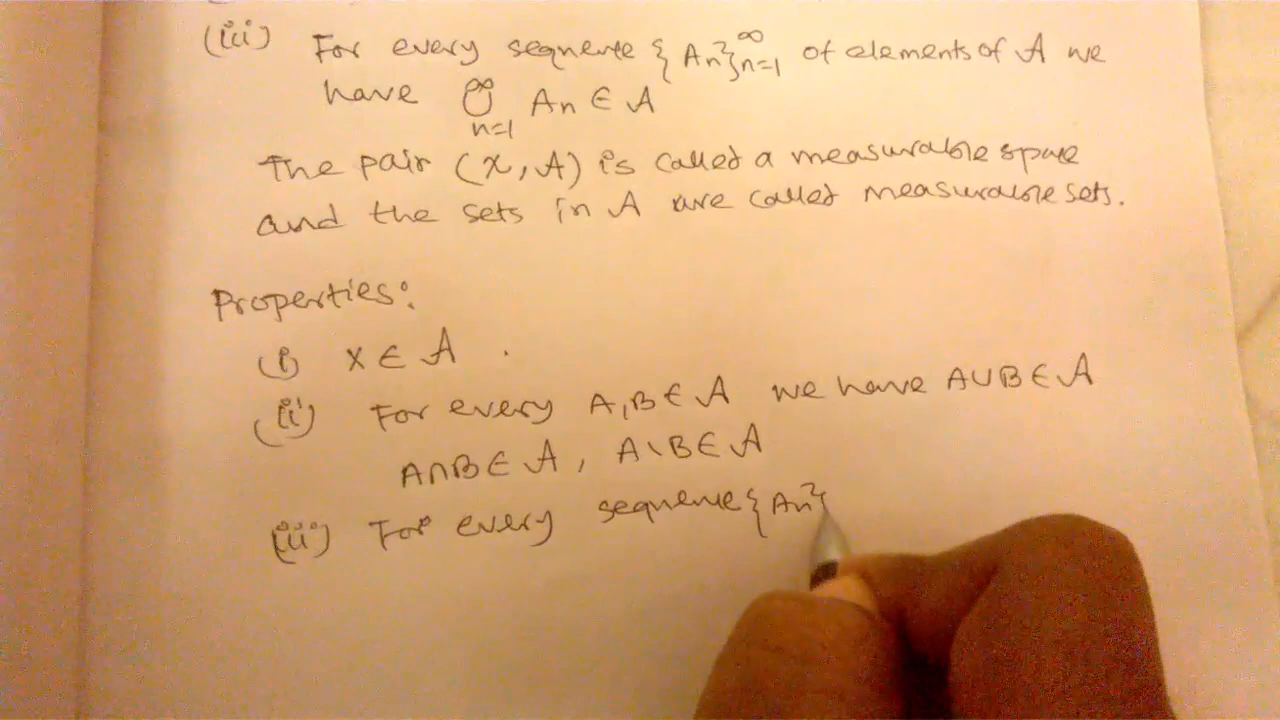 (iii) For every sequence {An}∞n=1 of elements of A we
have ∞⋃n=1 An ∈ A
The pair (X, A) is called a measurable space
and the sets in A are called measurable sets.
Properties:
(i) X ∈ A .
(ii) For every A,B ∈ A we have A∪B ∈ A
A∩B ∈ A, A\B ∈ A
(iii) For every sequence {An}